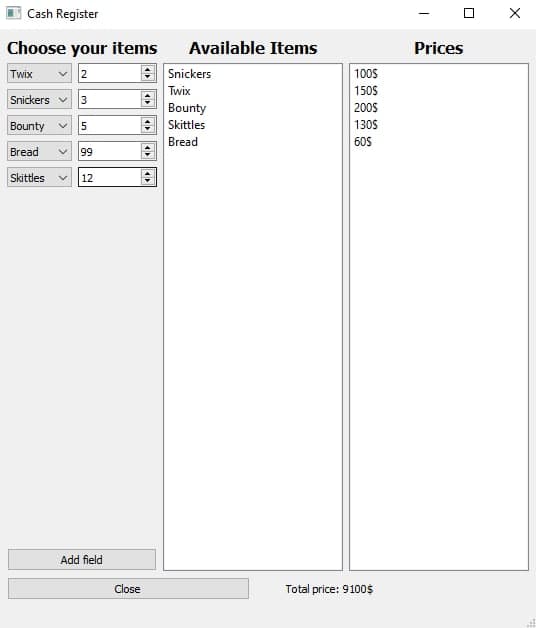 Cash Register
Choose your items Available Items Prices
Twix 2 Snickers 100$
Snickers 3 Twix 150$
Bounty 5 Bounty 200$
Bread 99 Skittles 130$
Skittles 12 Bread 60$
Add field
Close Total price: 9100$